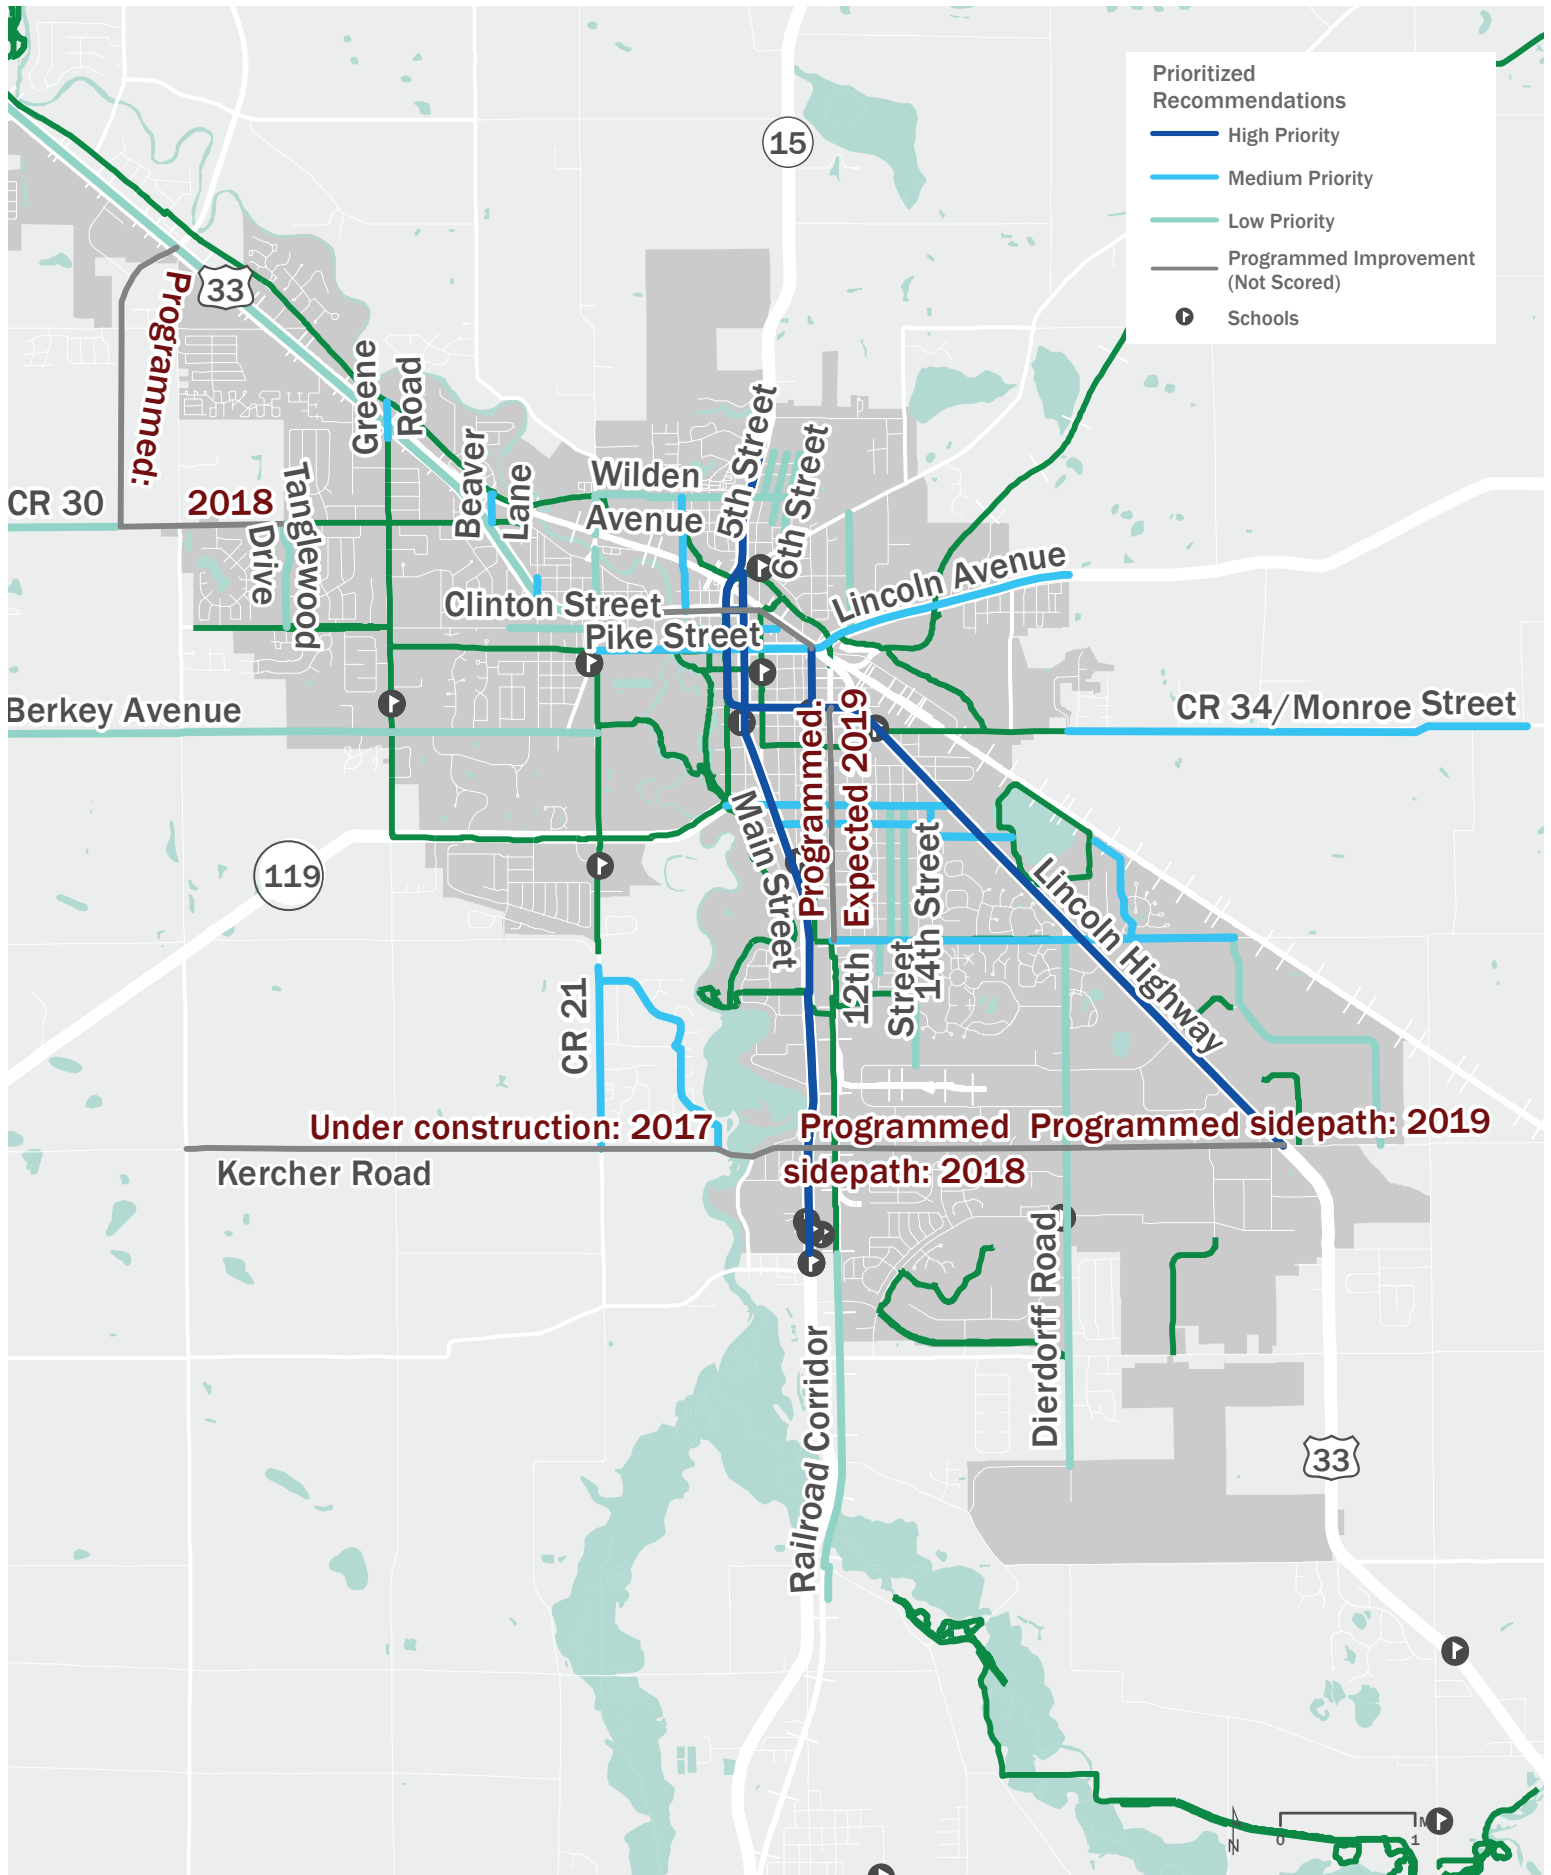 Prioritized
Recommendations
High Priority
Medium Priority
Low Priority
Programmed Improvement
(Not Scored)
Schools
15
33
Programmed:
2018
CR 30
Greene
Road
Tanglewood
Drive
Beaver
Lane
Wilden
Avenue
5th Street
6th Street
Clinton Street
Pike Street
Lincoln Avenue
Berkey Avenue
CR 34/Monroe Street
Programmed.
Expected 2019
Main Street
119
12th
Street
14th Street
Lincoln Highway
CR 21
Under construction: 2017
Programmed
sidepath: 2018
Programmed sidepath: 2019
Kercher Road
Dierdorff Road
Railroad Corridor
33
N
0
1
M